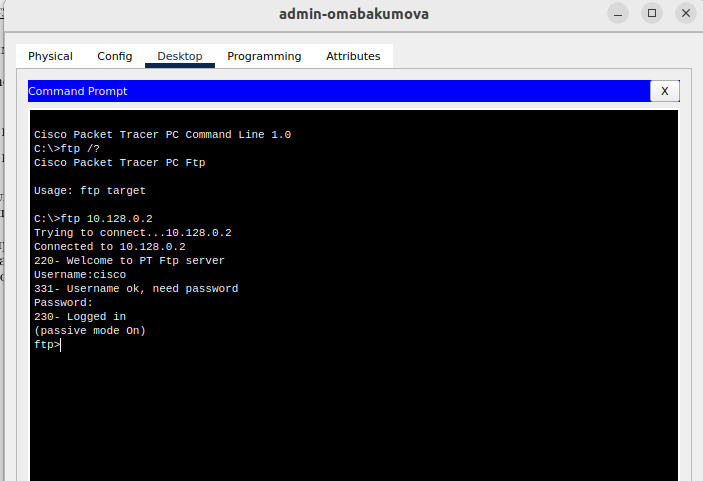 admin-omabakumova
Physical Config Desktop Programming Attributes
Command Prompt X
Cisco Packet Tracer PC Command Line 1.0
C:\>ftp /?
Cisco Packet Tracer PC Ftp
Usage: ftp target
C:\>ftp 10.128.0.2
Trying to connect...10.128.0.2
Connected to 10.128.0.2
220- Welcome to PT Ftp server
Username:cisco
331- Username ok, need password
Password:
230- Logged in
(passive mode On)
ftp>